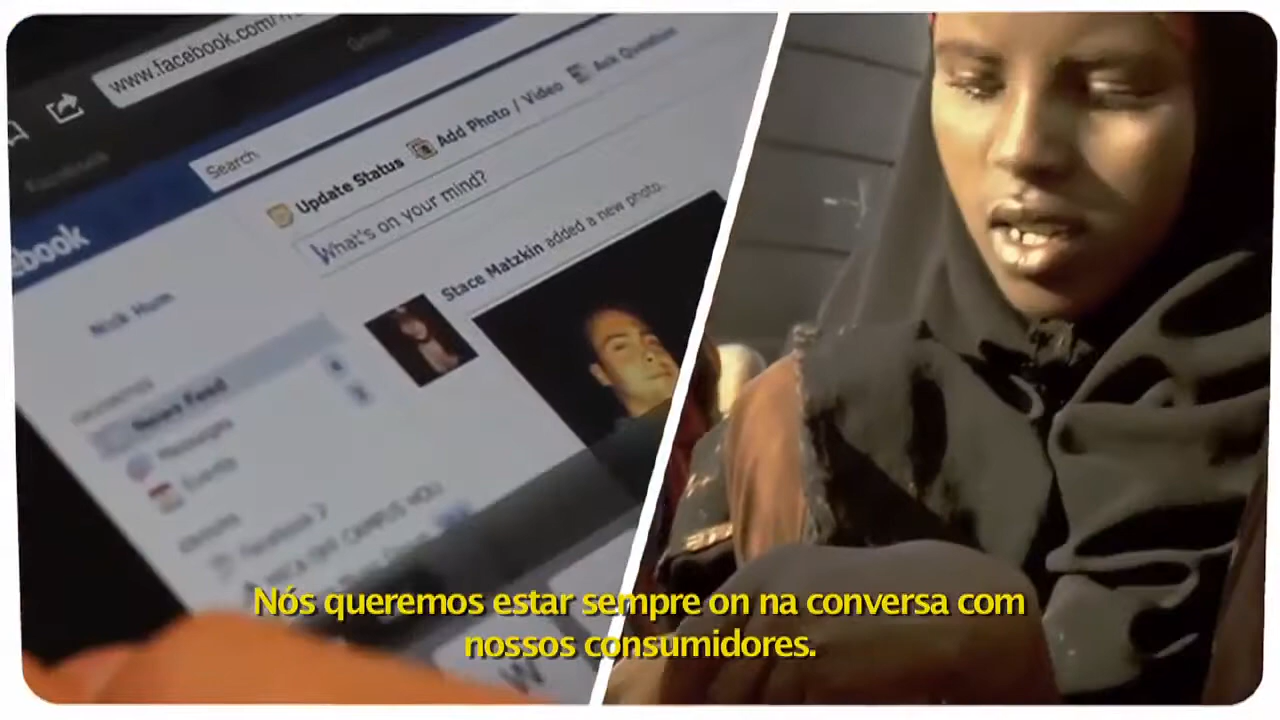 www.facebook.com/
Search
ebook
Update Status
Add Photo / Video
Ask Question
What's on your mind?
Stace Matzkin added a new photo.
Nick Hum
News Feed
Messages
Events
W
Nós queremos estar sempre on na conversa com
nossos consumidores.